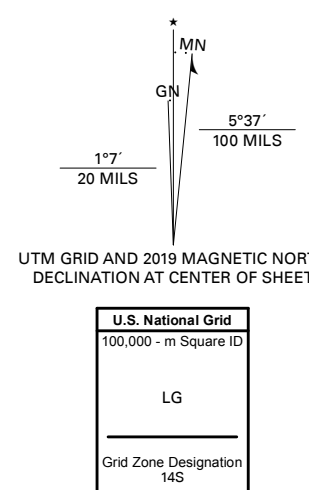 ★
MN
GN
5°37´
100 MILS
1°7´
20 MILS
UTM GRID AND 2019 MAGNETIC NORT
DECLINATION AT CENTER OF SHEET
U.S. National Grid
100,000 - m Square ID
LG
Grid Zone Designation
14S